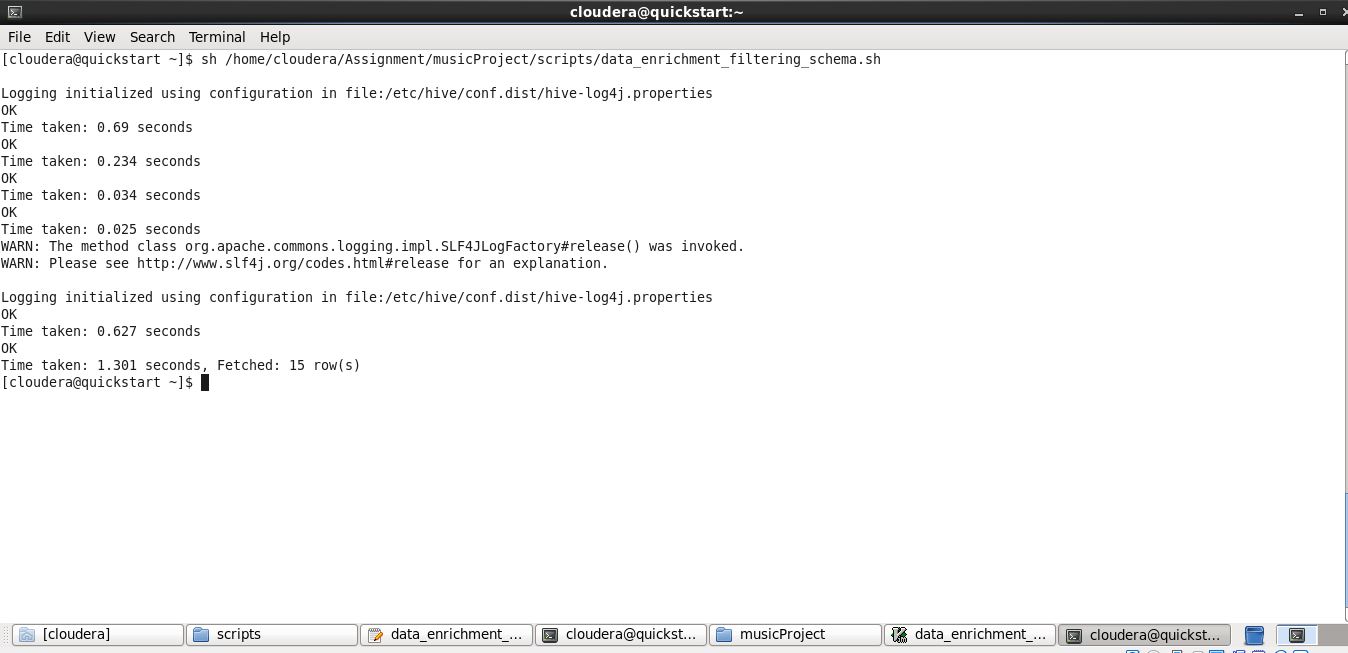 cloudera@quickstart:~
File Edit View Search Terminal Help
[cloudera@quickstart ~]$ sh /home/cloudera/Assignment/musicProject/scripts/data_enrichment_filtering_schema.sh
Logging initialized using configuration in file:/etc/hive/conf.dist/hive-log4j.properties
OK
Time taken: 0.69 seconds
OK
Time taken: 0.234 seconds
OK
Time taken: 0.034 seconds
OK
Time taken: 0.025 seconds
WARN: The method class org.apache.commons.logging.impl.SLF4JLogFactory#release() was invoked.
WARN: Please see http://www.slf4j.org/codes.html#release for an explanation.
Logging initialized using configuration in file:/etc/hive/conf.dist/hive-log4j.properties
OK
Time taken: 0.627 seconds
OK
Time taken: 1.301 seconds, Fetched: 15 row(s)
[cloudera@quickstart ~]$
[cloudera] scripts data_enrichment_... cloudera@quickst... musicProject data_enrichment_... cloudera@quickst...